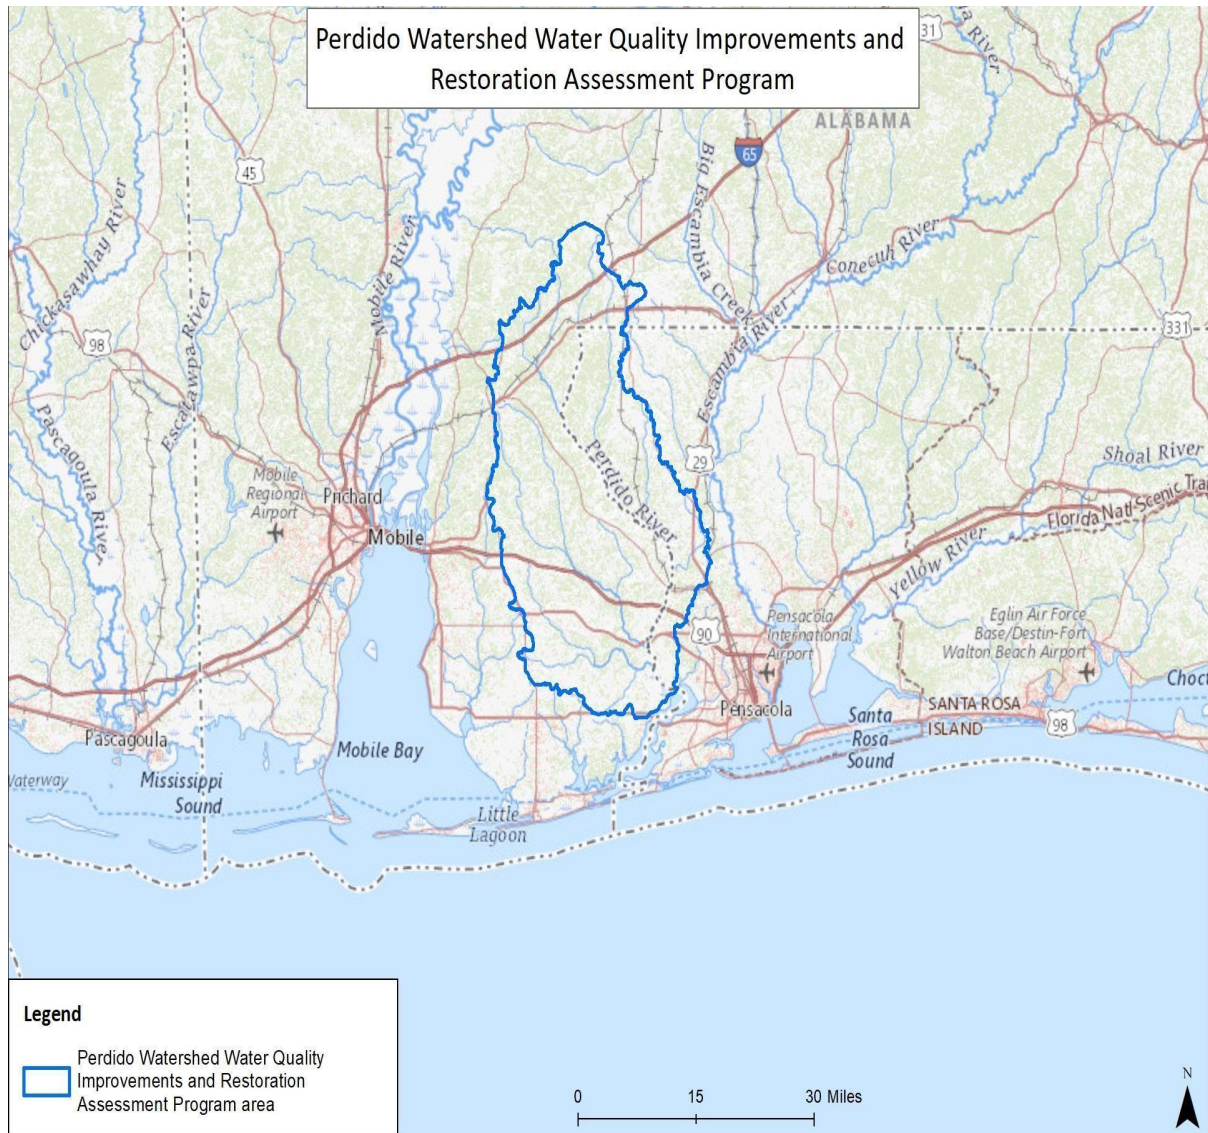 Perdido Watershed Water Quality Improvements and
Restoration Assessment Program
31
ALABAMA
65
45
Big Escambia Creek
Chickasawhay River
Mobile River
Conecuh River
Escatawpa River
98
331
Escambia River
Pascagoula Rive
Perdido River
29
Shoal River
Mobile
Regional
Airport
Prichard
Mobile
Florida Natl Scenic Trai
Yellow River
Pensacola
International
Airport
90
Eglin Air Force
Base/Destin-Fort
Walton Beach Airport
Choct
Pascagoula
Pensacola
SANTA ROSA
ISLAND
98
Santa
Rosa
Sound
Mobile Bay
Waterway
Mississippi
Sound
Little
Lagoon
Legend
Perdido Watershed Water Quality
Improvements and Restoration
Assessment Program area
0 15 30 Miles
N